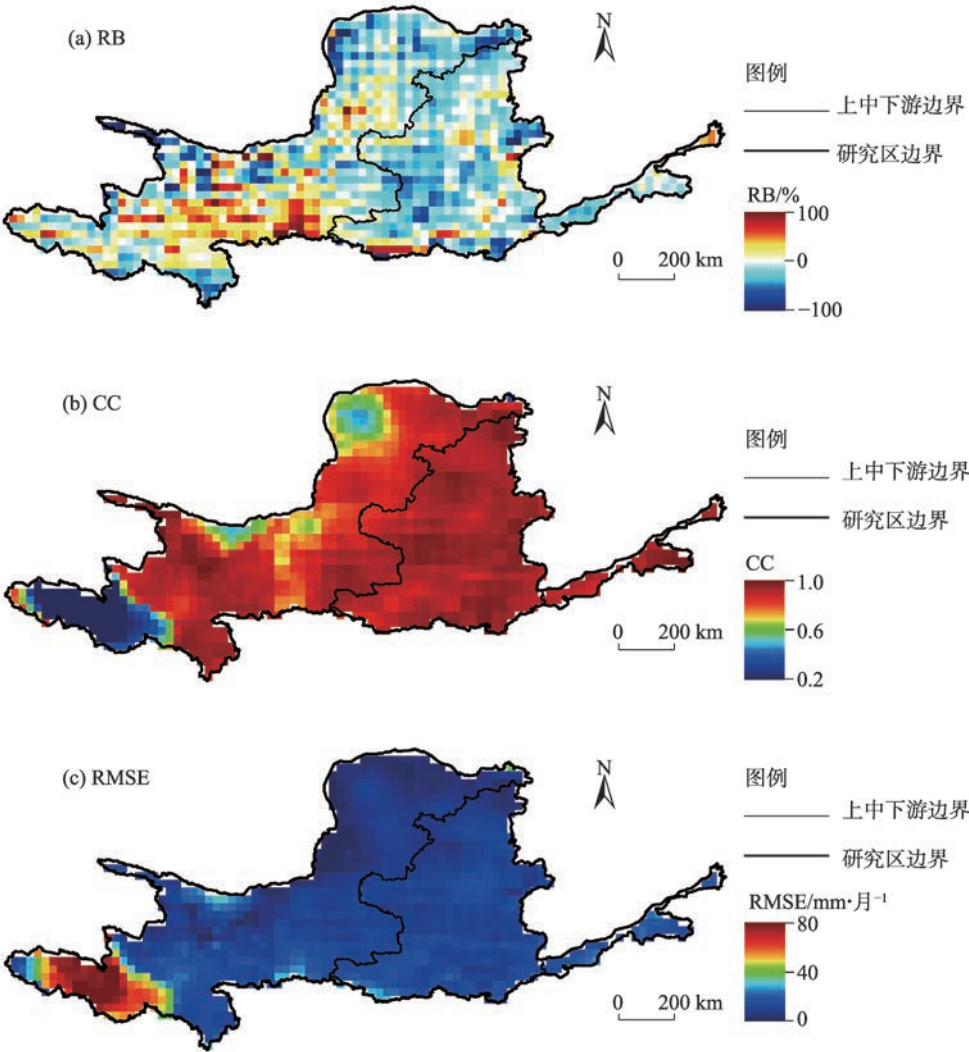 (a) RB
N
图例
上中下游边界
研究区边界
RB/%
100
0
−100
0 200 km
(b) CC
N
图例
上中下游边界
研究区边界
CC
1.0
0.6
0.2
0 200 km
(c) RMSE
N
图例
上中下游边界
研究区边界
RMSE/mm·月⁻¹
80
40
0
0 200 km